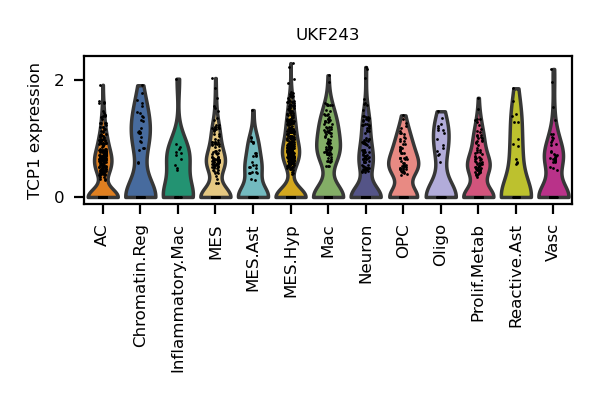 UKF243
TCP1 expression
2
0
AC
Chromatin.Reg
Inflammatory.Mac
MES
MES.Ast
MES.Hyp
Mac
Neuron
OPC
Oligo
Prolif.Metab
Reactive.Ast
Vasc